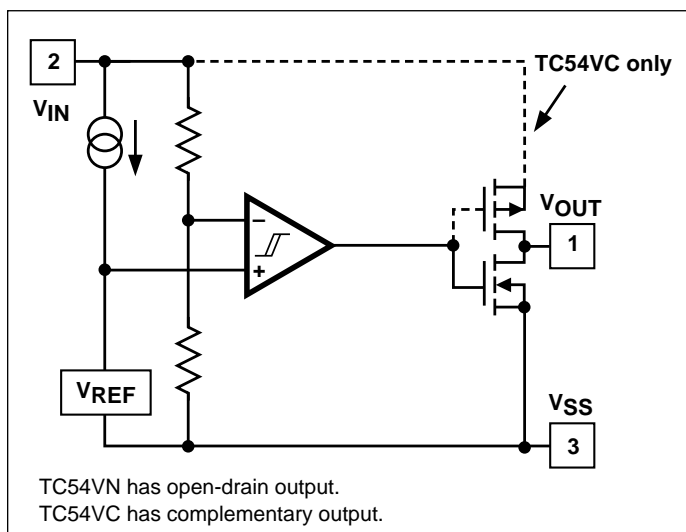 2
TC54VC only
VIN
VOUT
−
1
+
VREF
VSS
3
TC54VN has open-drain output.
TC54VC has complementary output.